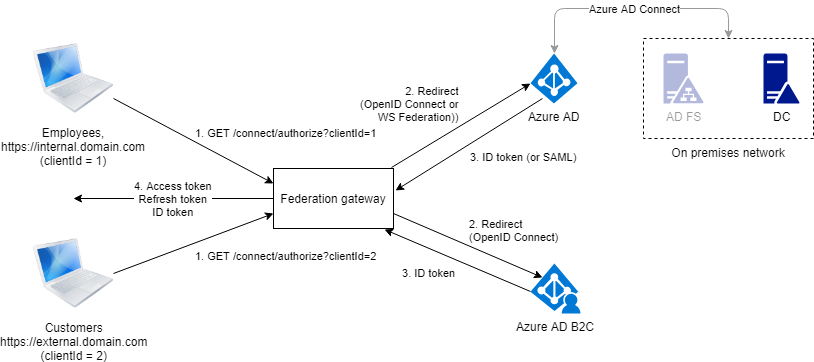 Azure AD Connect
2. Redirect
(OpenID Connect or
WS Federation))
Azure AD
AD FS
DC
On premises network
Employees,
https://internal.domain.com
(clientId = 1)
1. GET /connect/authorize?clientId=1
3. ID token (or SAML)
4. Access token
Refresh token
ID token
Federation gateway
2. Redirect
(OpenID Connect)
1. GET /connect/authorize?clientId=2
3. ID token
Customers
https://external.domain.com
(clientId = 2)
Azure AD B2C